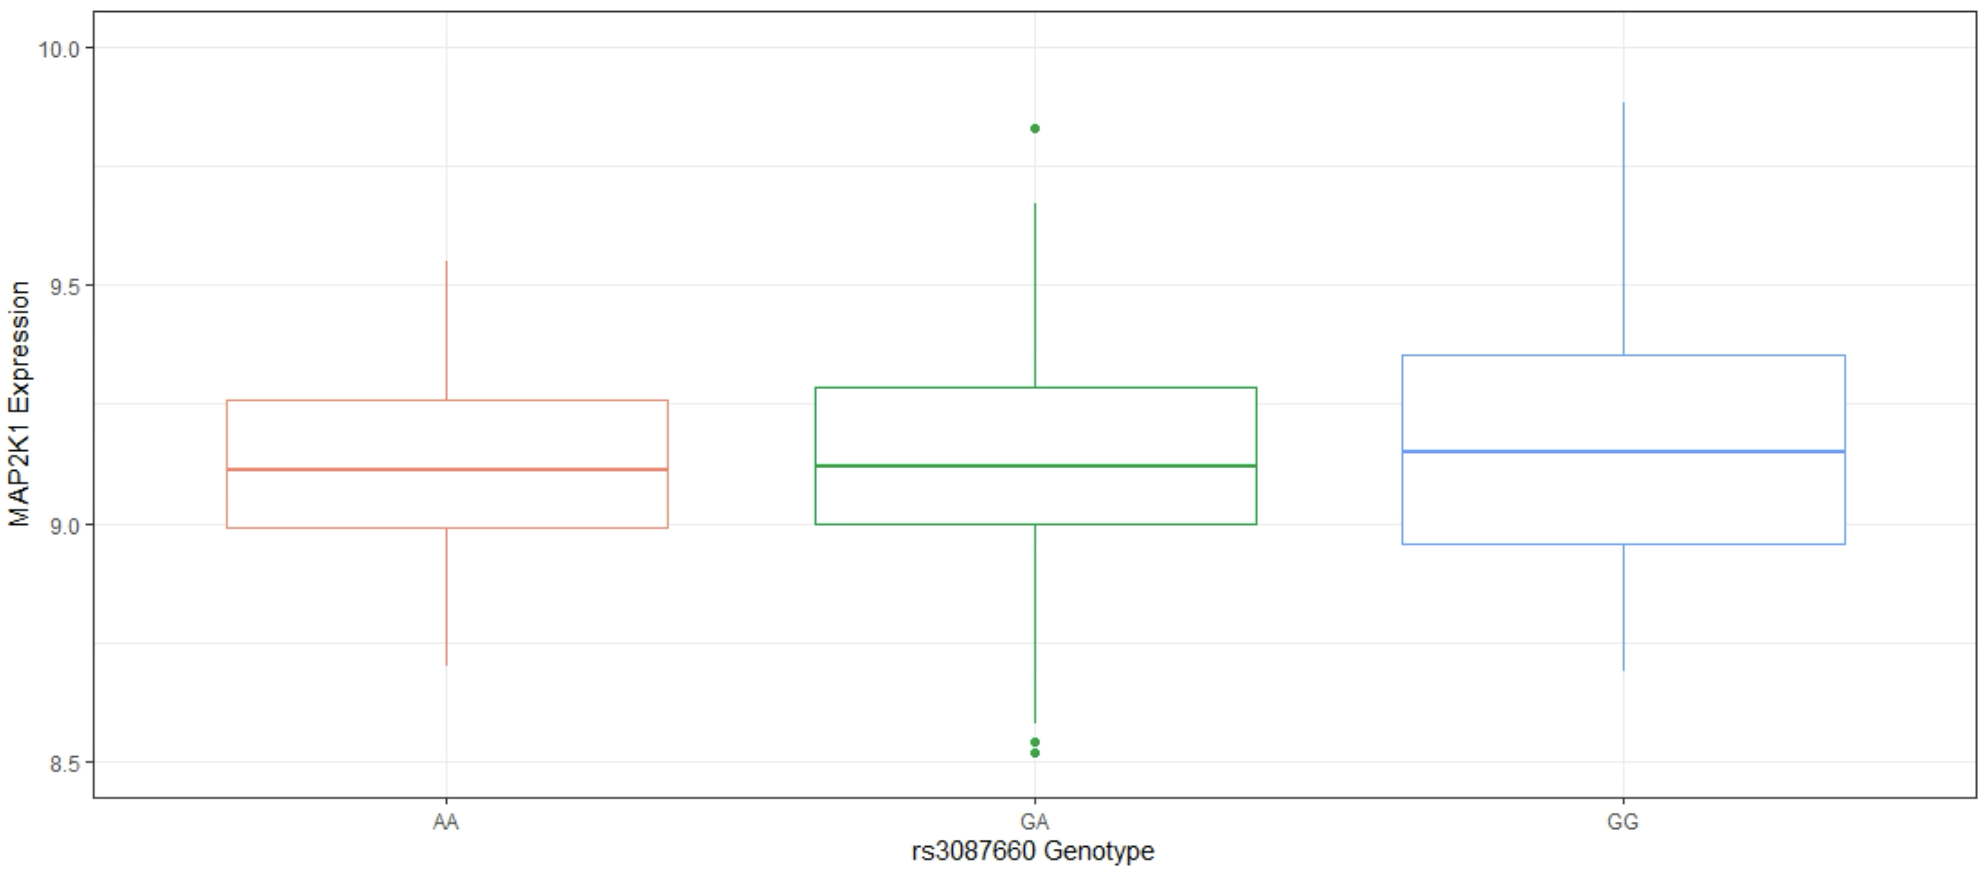 MAP2K1 Expression
10.0
9.5
9.0
8.5
AA
GA
GG
rs3087660 Genotype